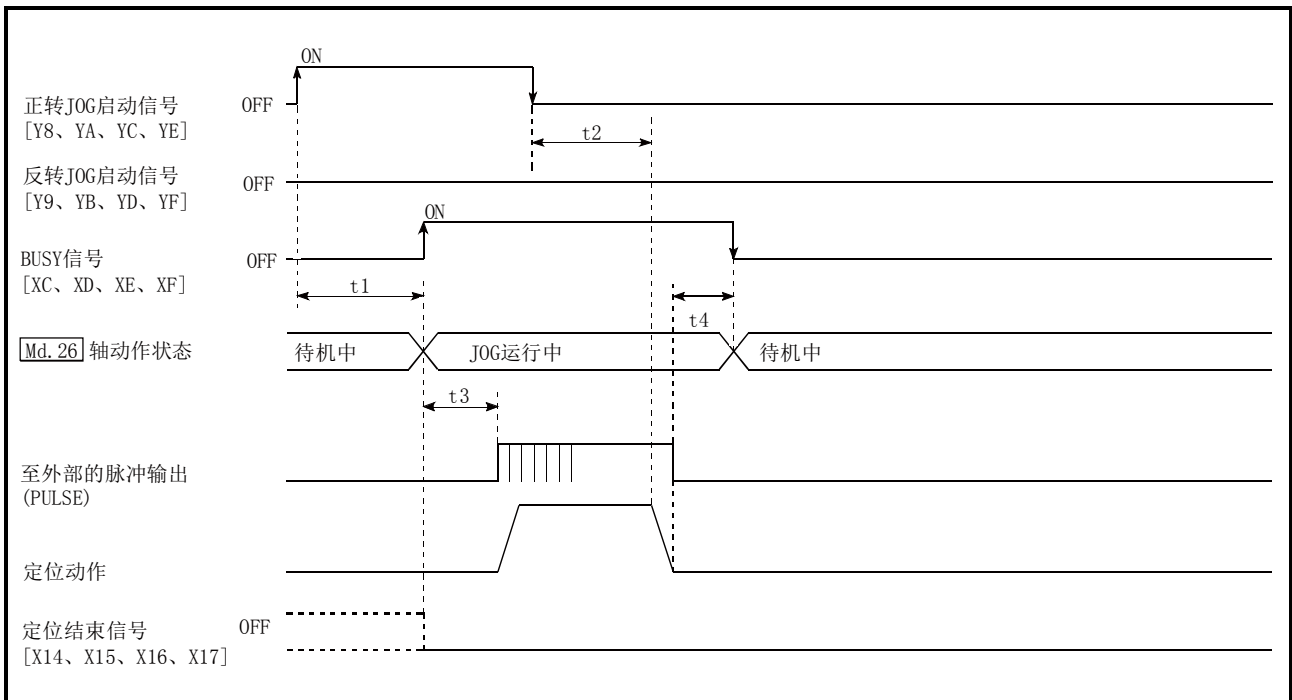 ON
正转JOG启动信号 OFF
[Y8、YA、YC、YE]
t2
反转JOG启动信号 OFF
[Y9、YB、YD、YF]
ON
BUSY信号 OFF
[XC、XD、XE、XF]
t1
t4
Md.26 轴动作状态 待机中 JOG运行中 待机中
t3
至外部的脉冲输出
(PULSE)
定位动作
定位结束信号 OFF
[X14、X15、X16、X17]